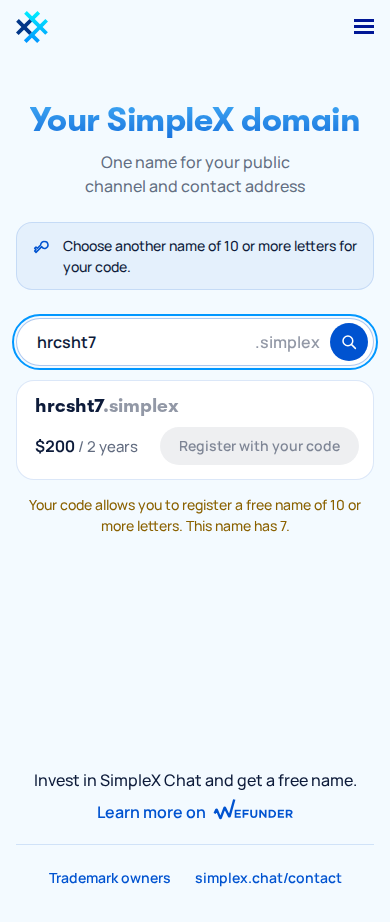 Your SimpleX domain
One name for your public
channel and contact address
Choose another name of 10 or more letters for
your code.
hrcsht7 .simplex
hrcsht7.simplex
$200 / 2 years Register with your code
Your code allows you to register a free name of 10 or
more letters. This name has 7.
Invest in SimpleX Chat and get a free name.
Learn more on WEFUNDER
Trademark owners simplex.chat/contact